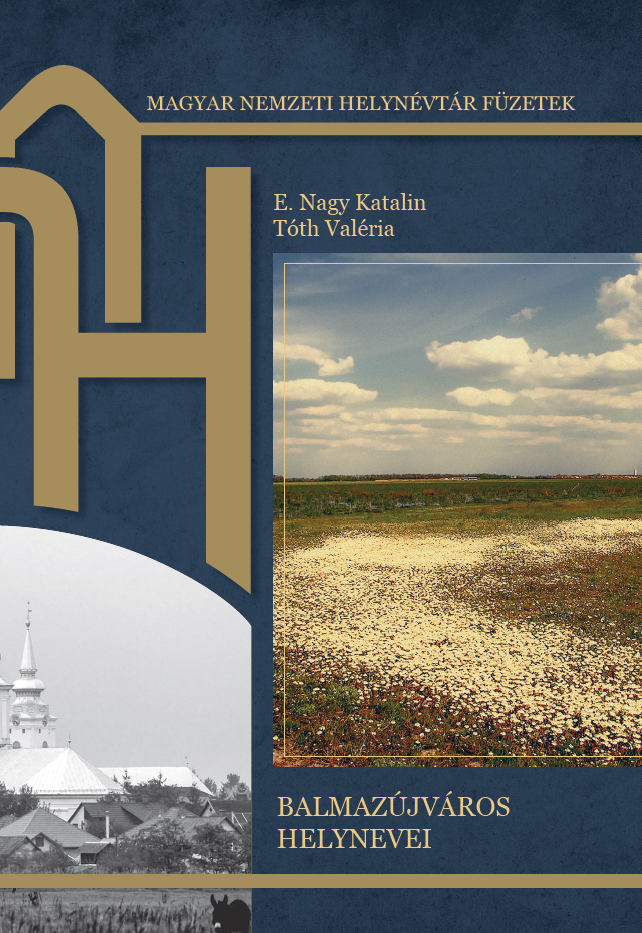 MAGYAR NEMZETI HELYNÉVTÁR FÜZETEK
E. Nagy Katalin
Tóth Valéria
BALMAZÚJVÁROS
HELYNEVEI